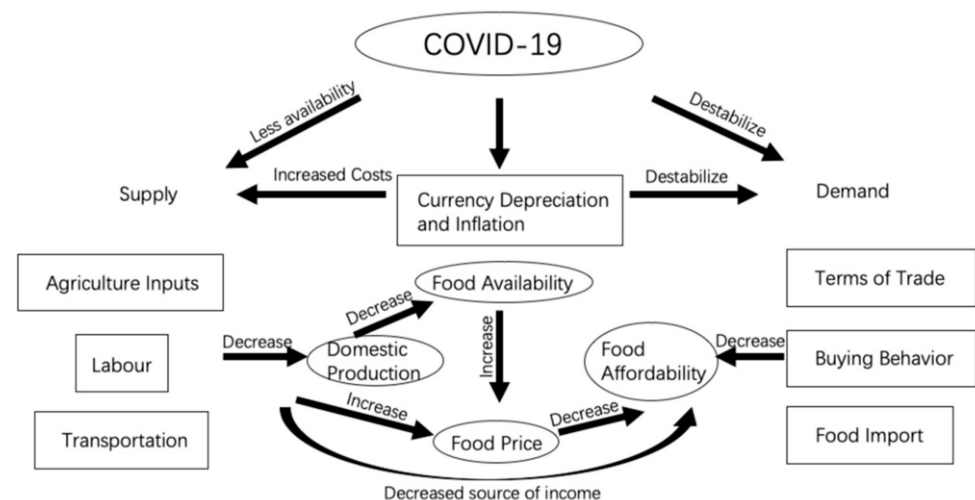 COVID-19
Less availability
Destabilize
Supply
Increased Costs
Currency Depreciation
and Inflation
Destabilize
Demand
Agriculture Inputs
Food Availability
Terms of Trade
Decrease
Decrease
Labour
Domestic
Production
Increase
Food
Affordability
Decrease
Buying Behavior
Increase
Transportation
Food Price
Decrease
Food Import
Decreased source of income